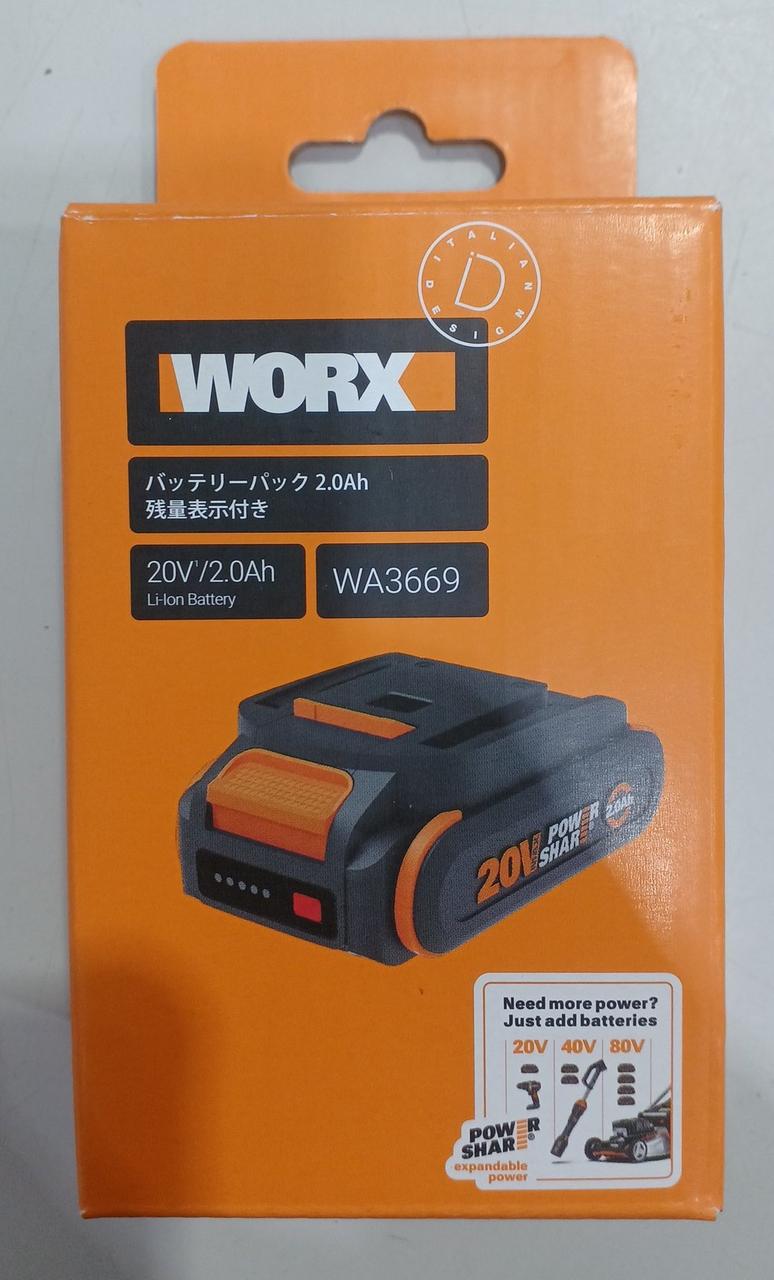 ITALIAN DESIGN
D
WORX
バッテリーパック 2.0Ah
残量表示付き
20V¹/2.0Ah
Li-Ion Battery
WA3669
20V
POWER
SHARE®
2.0Ah
Need more power?
Just add batteries
20V 40V 80V
POWER
SHARE®
expandable
power